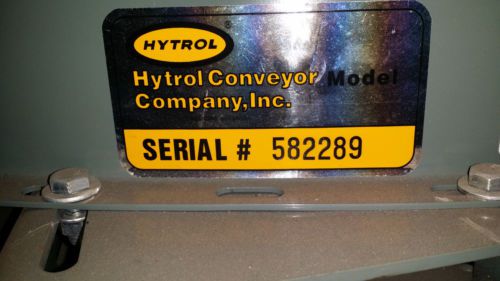 HYTROL
®
Hytrol Conveyor Model
Company, Inc.
SERIAL # 582289